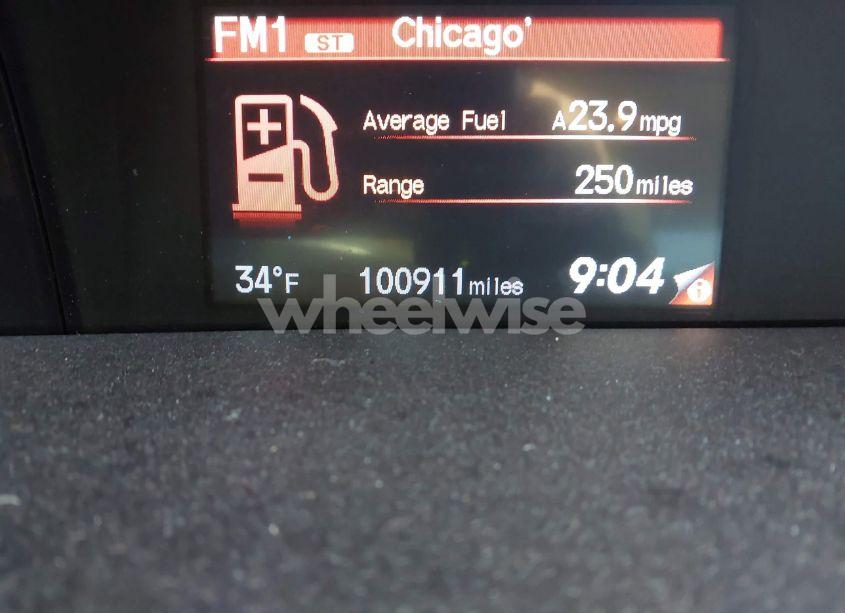 FM1 ST Chicago'
Average Fuel A23.9mpg
Range 250miles
34°F 100911miles 9:04 i
wheelwise